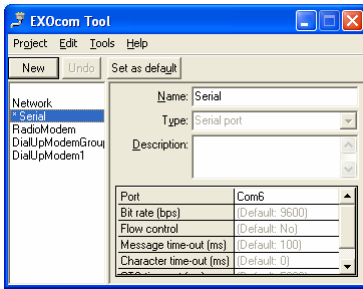 EXOcom Tool
Project Edit Tools Help
New Undo Set as default
Network
* Serial
RadioModem
DialUpModemGrou
DialUpModem1
Name: Serial
Type: Serial port
Description:
Port Com6
Bit rate (bps) (Default: 9600)
Flow control (Default: No)
Message time-out (ms) (Default: 100)
Character time-out (ms) (Default: 0)